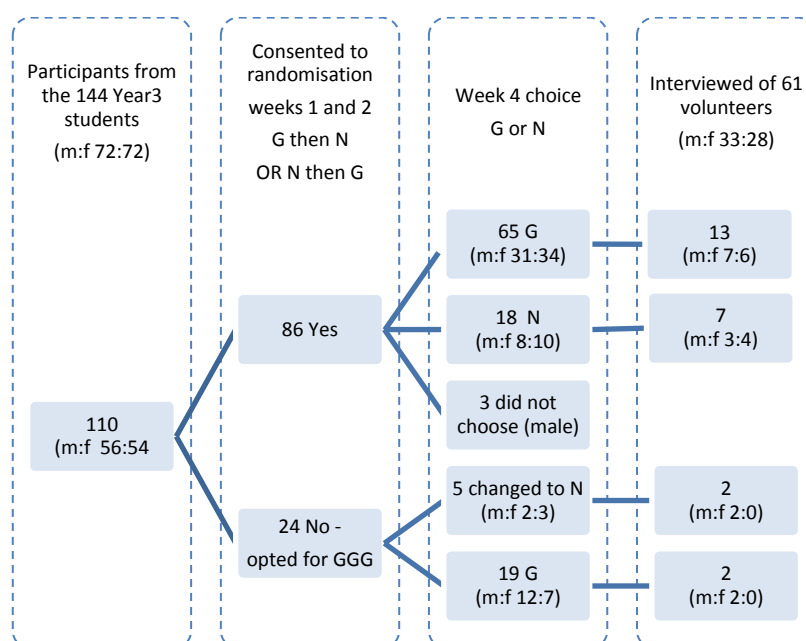 Participants from
the 144 Year3
students
(m:f 72:72)
Consented to
randomisation
weeks 1 and 2
G then N
OR N then G
Week 4 choice
G or N
Interviewed of 61
volunteers
(m:f 33:28)
110
(m:f 56:54
86 Yes
24 No -
opted for GGG
65 G
(m:f 31:34)
18 N
(m:f 8:10)
3 did not
choose (male)
5 changed to N
(m:f 2:3)
19 G
(m:f 12:7)
13
(m:f 7:6)
7
(m:f 3:4)
2
(m:f 2:0)
2
(m:f 2:0)